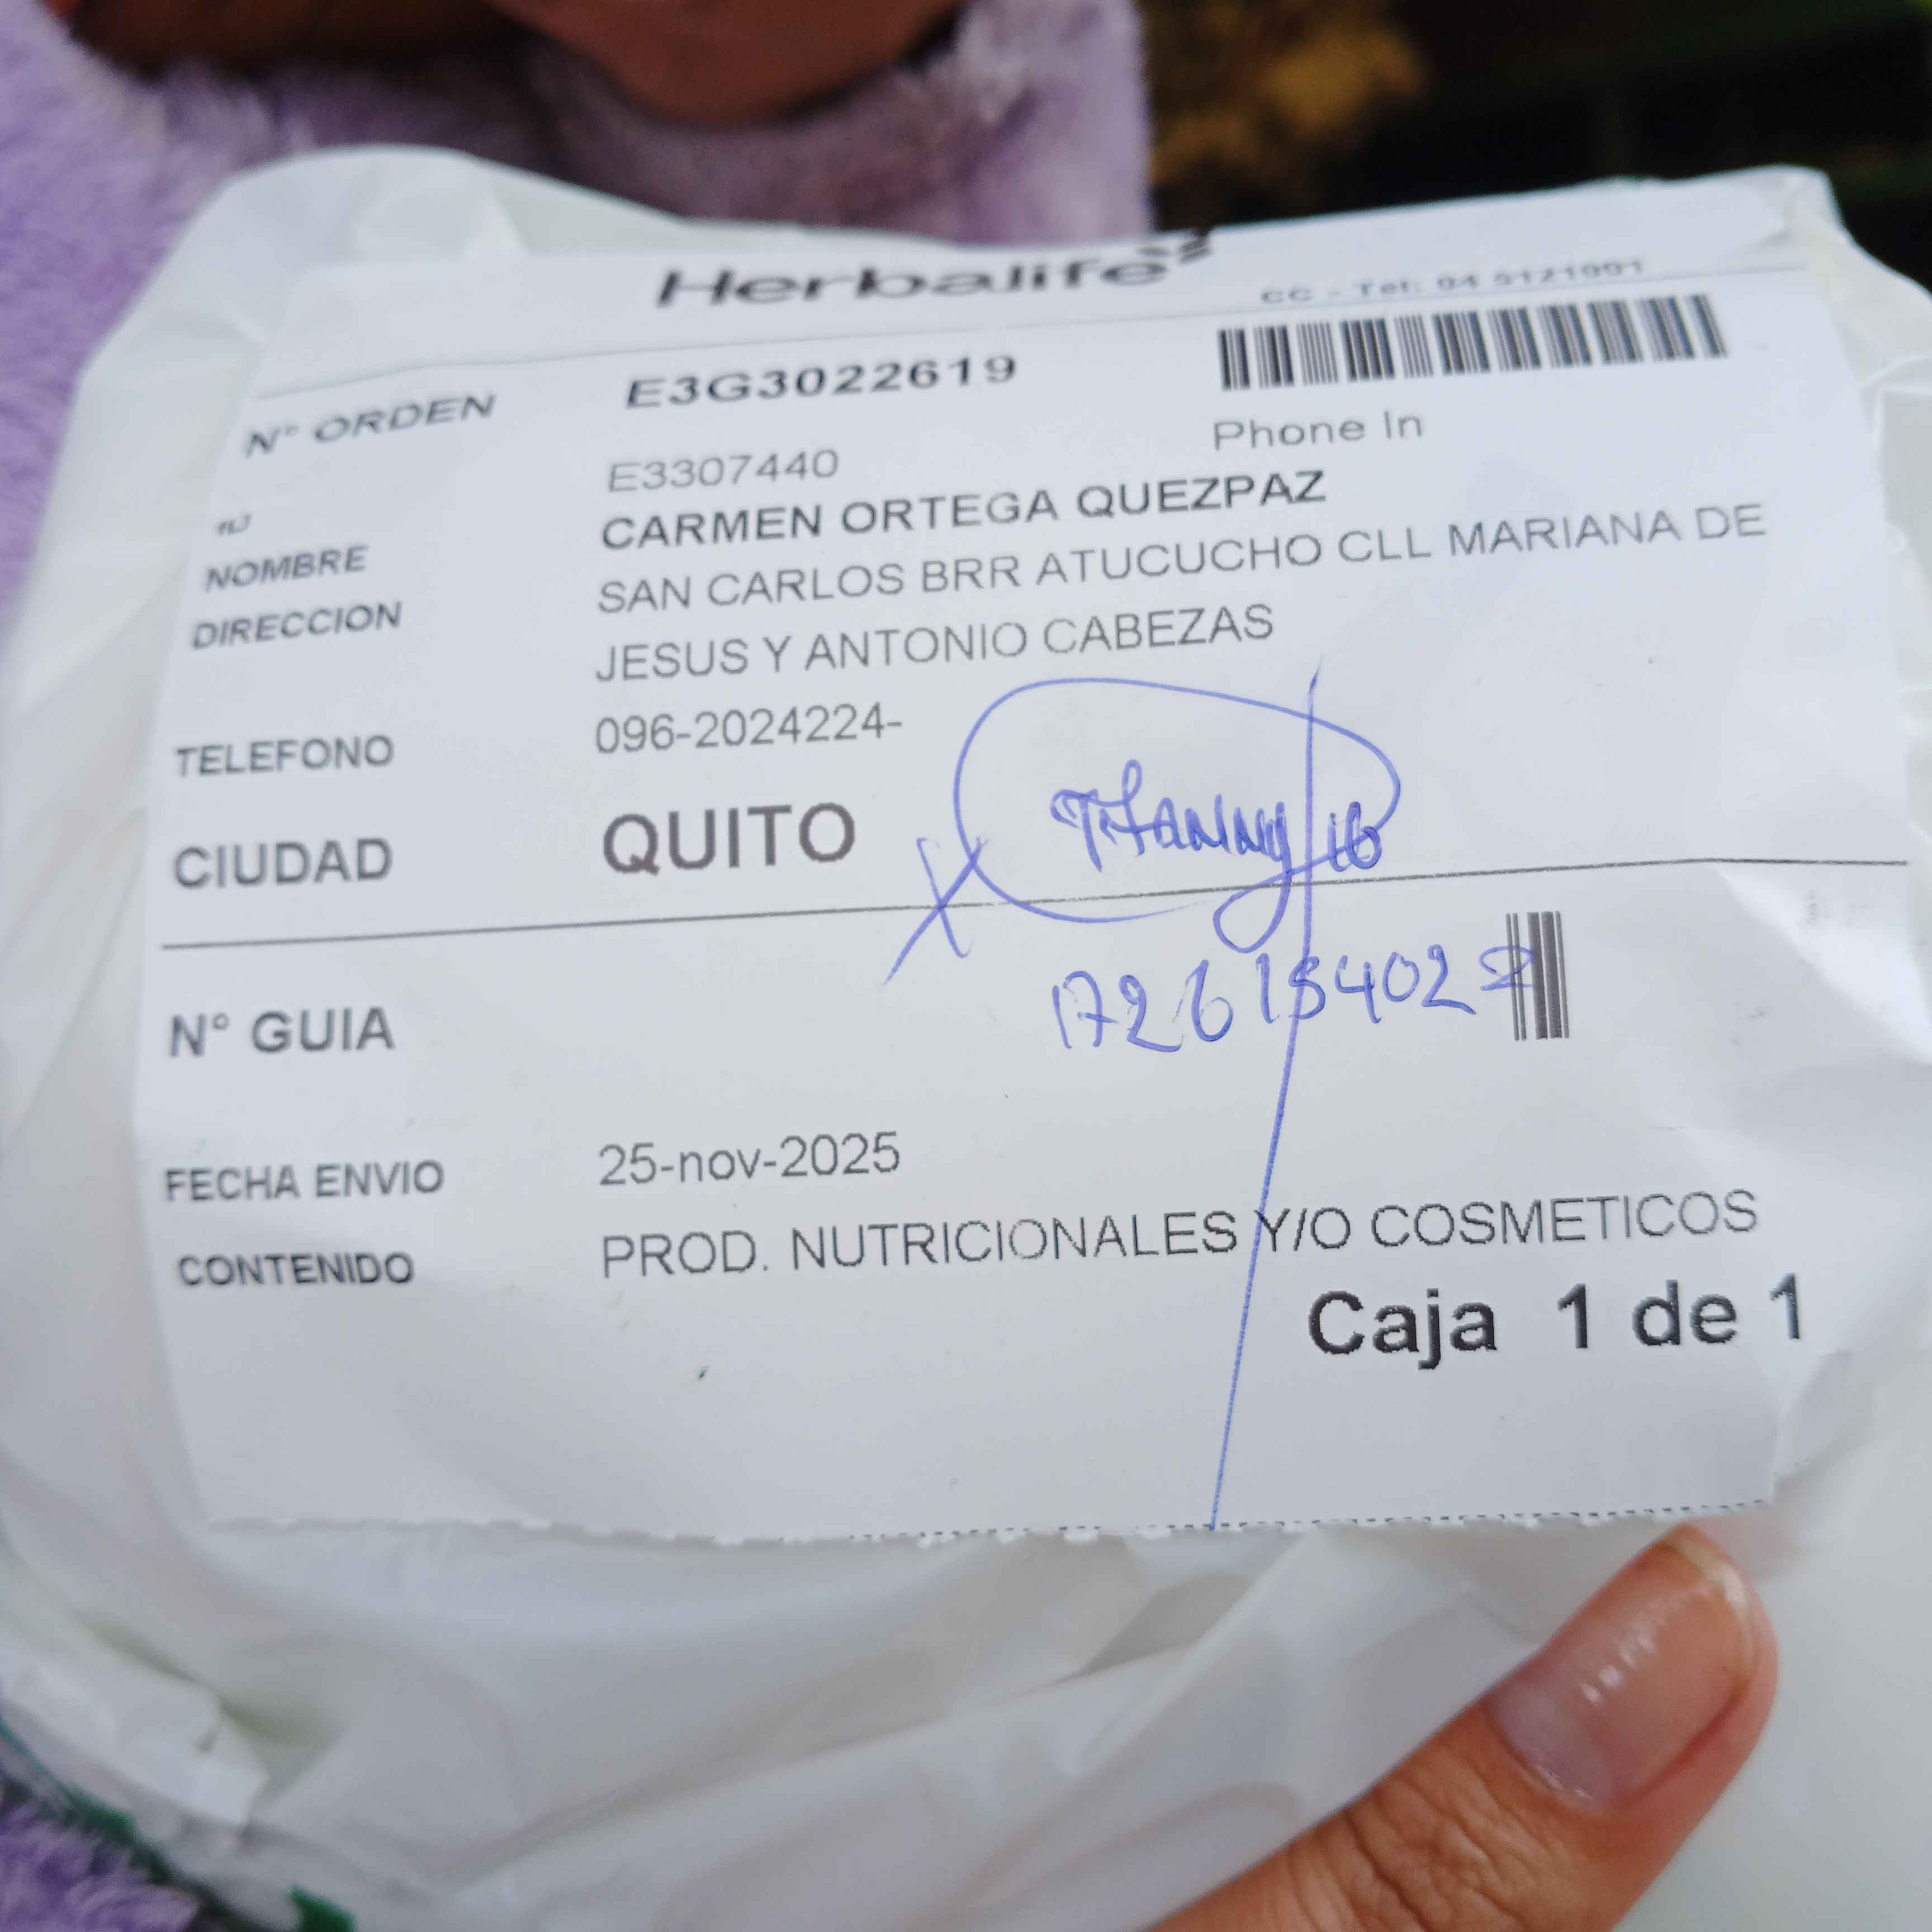 Herbalife
CC - Tel: 04 5121091
N° ORDEN E3G3022619
Phone In
ID E3307440
NOMBRE CARMEN ORTEGA QUEZPAZ
DIRECCION SAN CARLOS BRR ATUCUCHO CLL MARIANA DE
JESUS Y ANTONIO CABEZAS
TELEFONO 096-2024224-
CIUDAD QUITO
N° GUIA
FECHA ENVIO 25-nov-2025
CONTENIDO PROD. NUTRICIONALES Y/O COSMETICOS
Caja 1 de 1